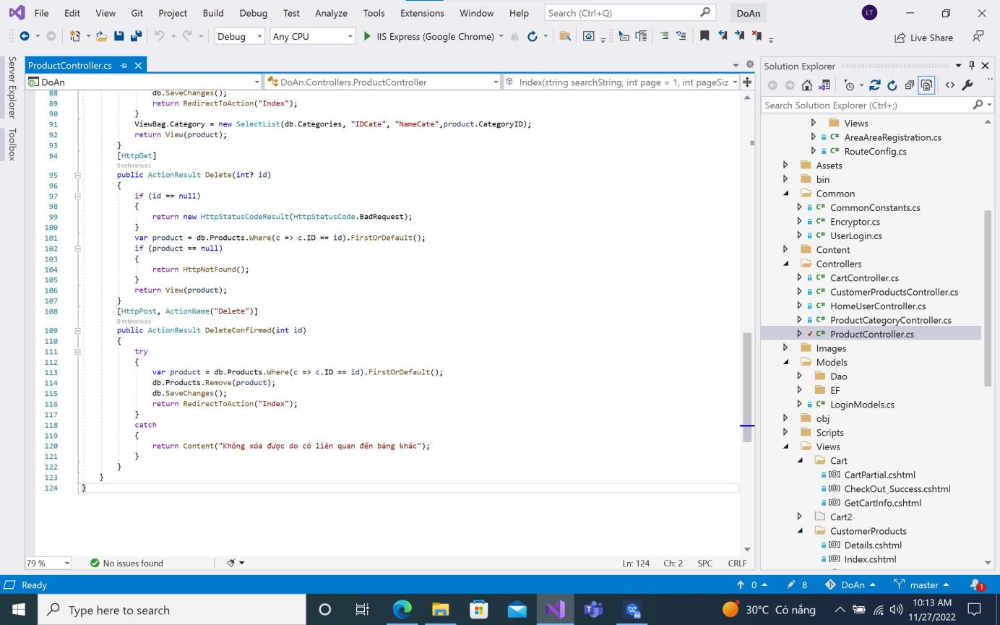 File Edit View Git Project Build Debug Test Analyze Tools Extensions Window Help Search (Ctrl+Q) DoAn LT
Debug Any CPU IIS Express (Google Chrome) Live Share
Server Explorer
Toolbox
ProductController.cs
DoAn DoAn.Controllers.ProductController Index(string searchString, int page = 1, int pageSiz
88 db.SaveChanges();
89 return RedirectToAction("Index");
90 }
91 ViewBag.Category = new SelectList(db.Categories, "IDCate", "NameCate",product.CategoryID);
92 return View(product);
93 }
94 [HttpGet]
0 references
95 public ActionResult Delete(int? id)
96 {
97 if (id == null)
98 {
99 return new HttpStatusCodeResult(HttpStatusCode.BadRequest);
100 }
101 var product = db.Products.Where(c => c.ID == id).FirstOrDefault();
102 if (product == null)
103 {
104 return HttpNotFound();
105 }
106 return View(product);
107 }
108 [HttpPost, ActionName("Delete")]
0 references
109 public ActionResult DeleteConfirmed(int id)
110 {
111 try
112 {
113 var product = db.Products.Where(c => c.ID == id).FirstOrDefault();
114 db.Products.Remove(product);
115 db.SaveChanges();
116 return RedirectToAction("Index");
117 }
118 catch
119 {
120 return Content("Không xóa được do có liên quan đến bảng khác");
121 }
122 }
123 }
124 }
79 % No issues found Ln: 124 Ch: 2 SPC CRLF
Solution Explorer
Search Solution Explorer (Ctrl+;)
Views
C# AreaAreaRegistration.cs
C# RouteConfig.cs
Assets
bin
Common
C# CommonConstants.cs
C# Encryptor.cs
C# UserLogin.cs
Content
Controllers
C# CartController.cs
C# CustomerProductsController.cs
C# HomeUserController.cs
C# ProductCategoryController.cs
C# ProductController.cs
Images
Models
Dao
EF
C# LoginModels.cs
obj
Scripts
Views
Cart
[@] CartPartial.cshtml
[@] CheckOut_Success.cshtml
[@] GetCartInfo.cshtml
Cart2
CustomerProducts
[@] Details.cshtml
[@] Index.cshtml
Ready 0 8 DoAn master 1
Type here to search 30°C Có nắng 10:13 AM
11/27/2022